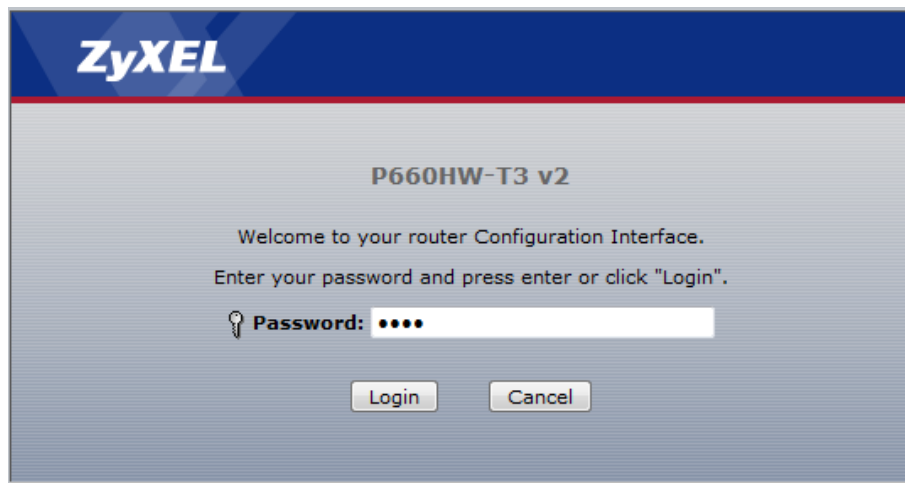 ZyXEL
P660HW-T3 v2
Welcome to your router Configuration Interface.
Enter your password and press enter or click "Login".
Password: ••••
Login Cancel